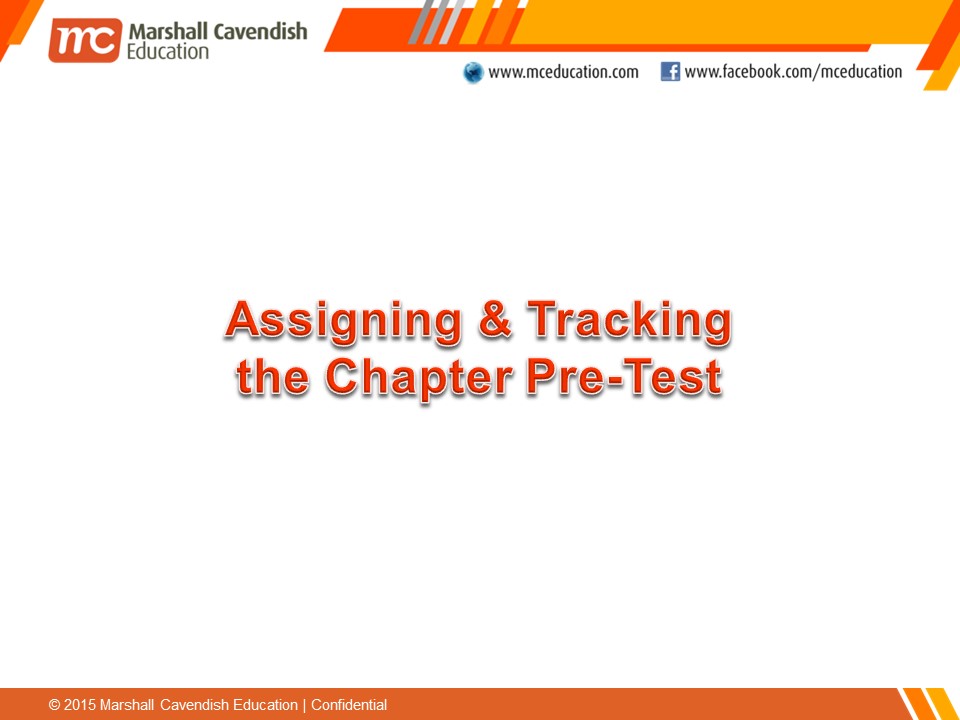 mc Marshall Cavendish
Education
www.mceducation.com
www.facebook.com/mceducation
Assigning & Tracking
the Chapter Pre-Test
© 2015 Marshall Cavendish Education | Confidential